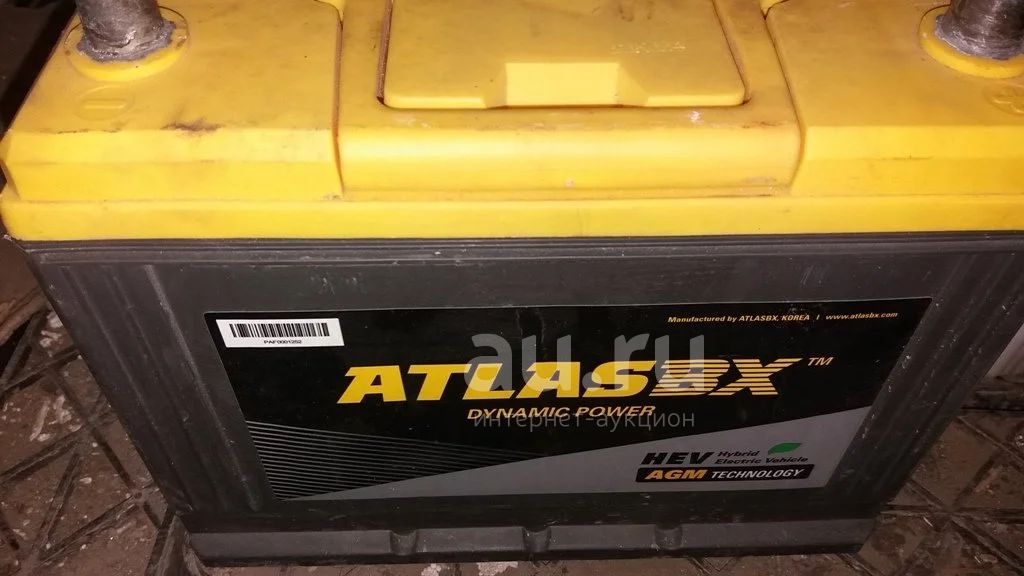 PAF0001252
Manufactured by ATLASBX, KOREA | www.atlasbx.com
ATLASBX™
au.ru
DYNAMIC POWER
интернет-аукцион
HEV Hybrid
Electric Vehicle
AGM TECHNOLOGY